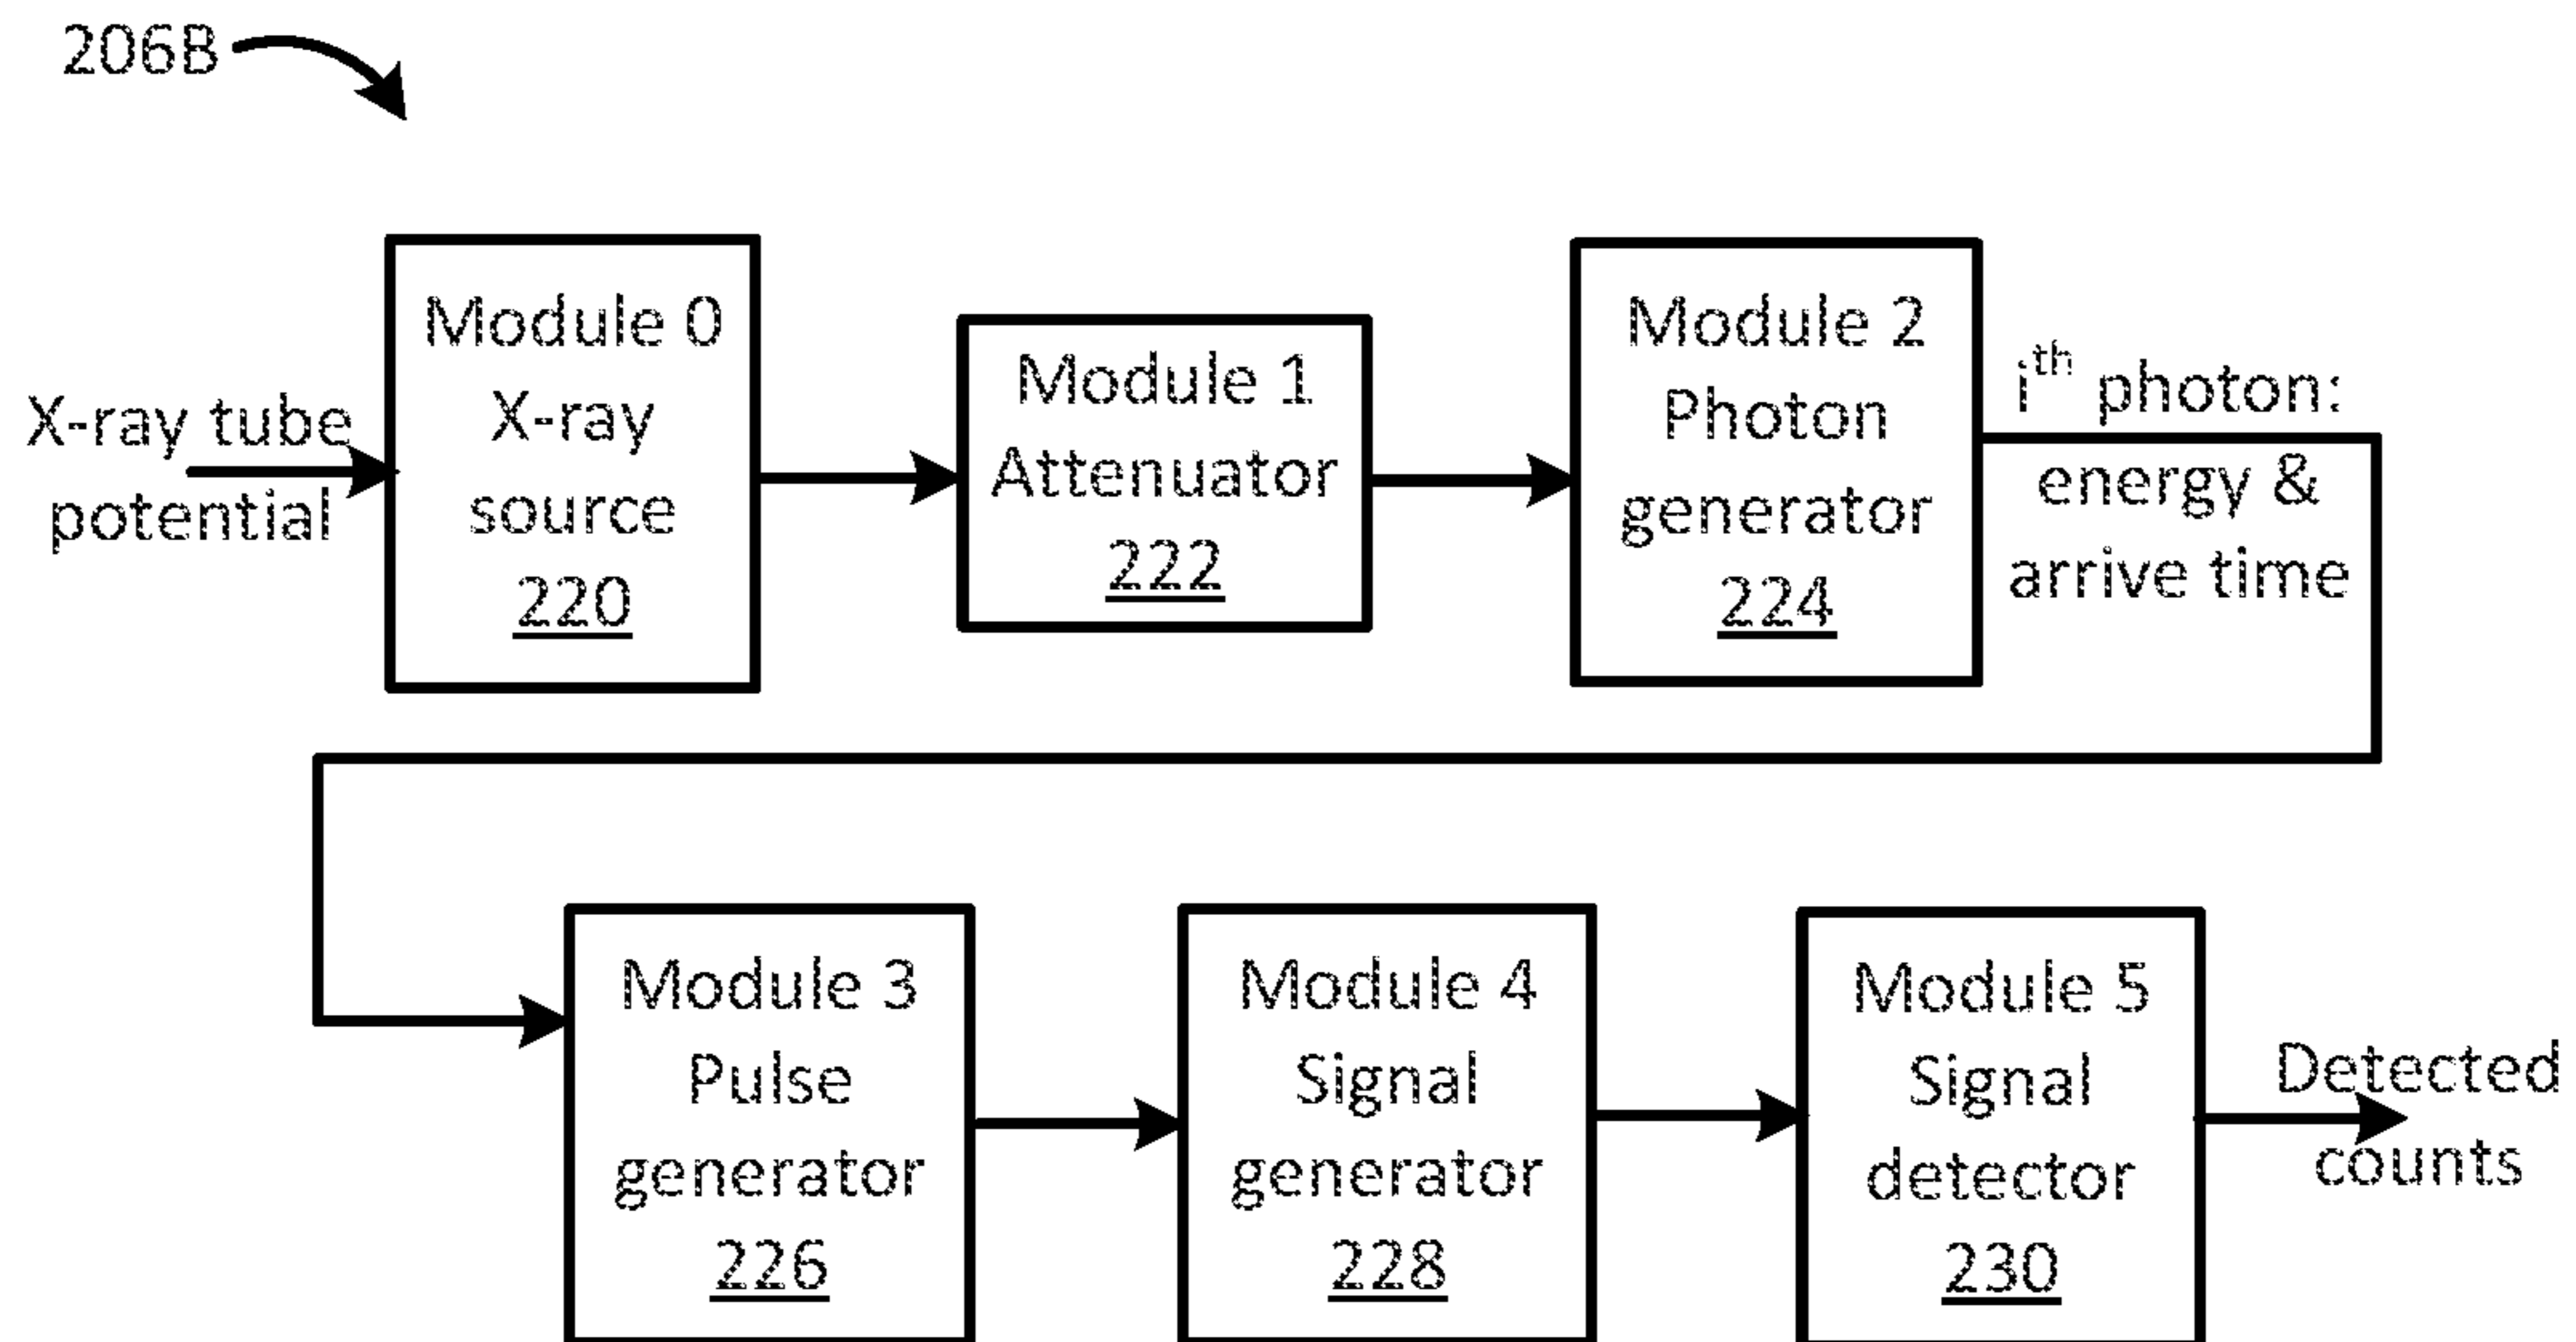 206B
X-ray tube
potential
Module 0
X-ray
source
220
Module 1
Attenuator
222
Module 2
Photon
generator
224
ith photon:
energy &
arrive time
Module 3
Pulse
generator
226
Module 4
Signal
generator
228
Module 5
Signal
detector
230
Detected
counts